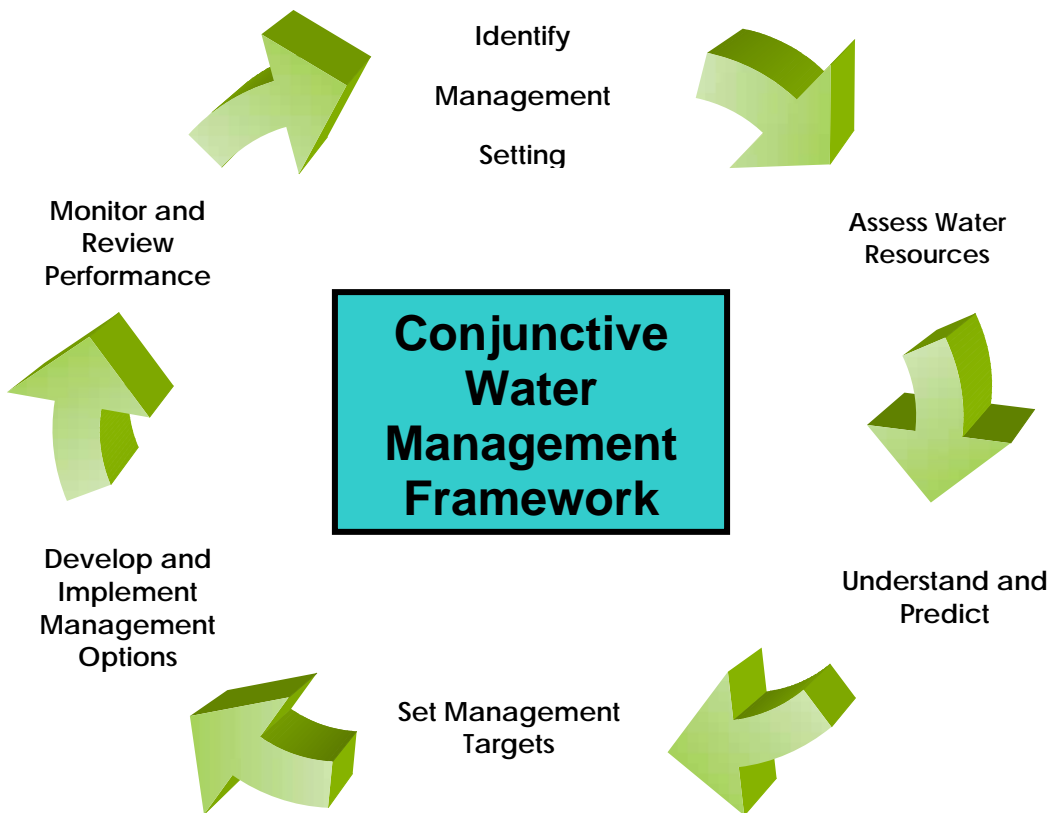 Identify
Management
Setting
Assess Water
Resources
Understand and
Predict
Set Management
Targets
Develop and
Implement
Management
Options
Monitor and
Review
Performance
Conjunctive
Water
Management
Framework